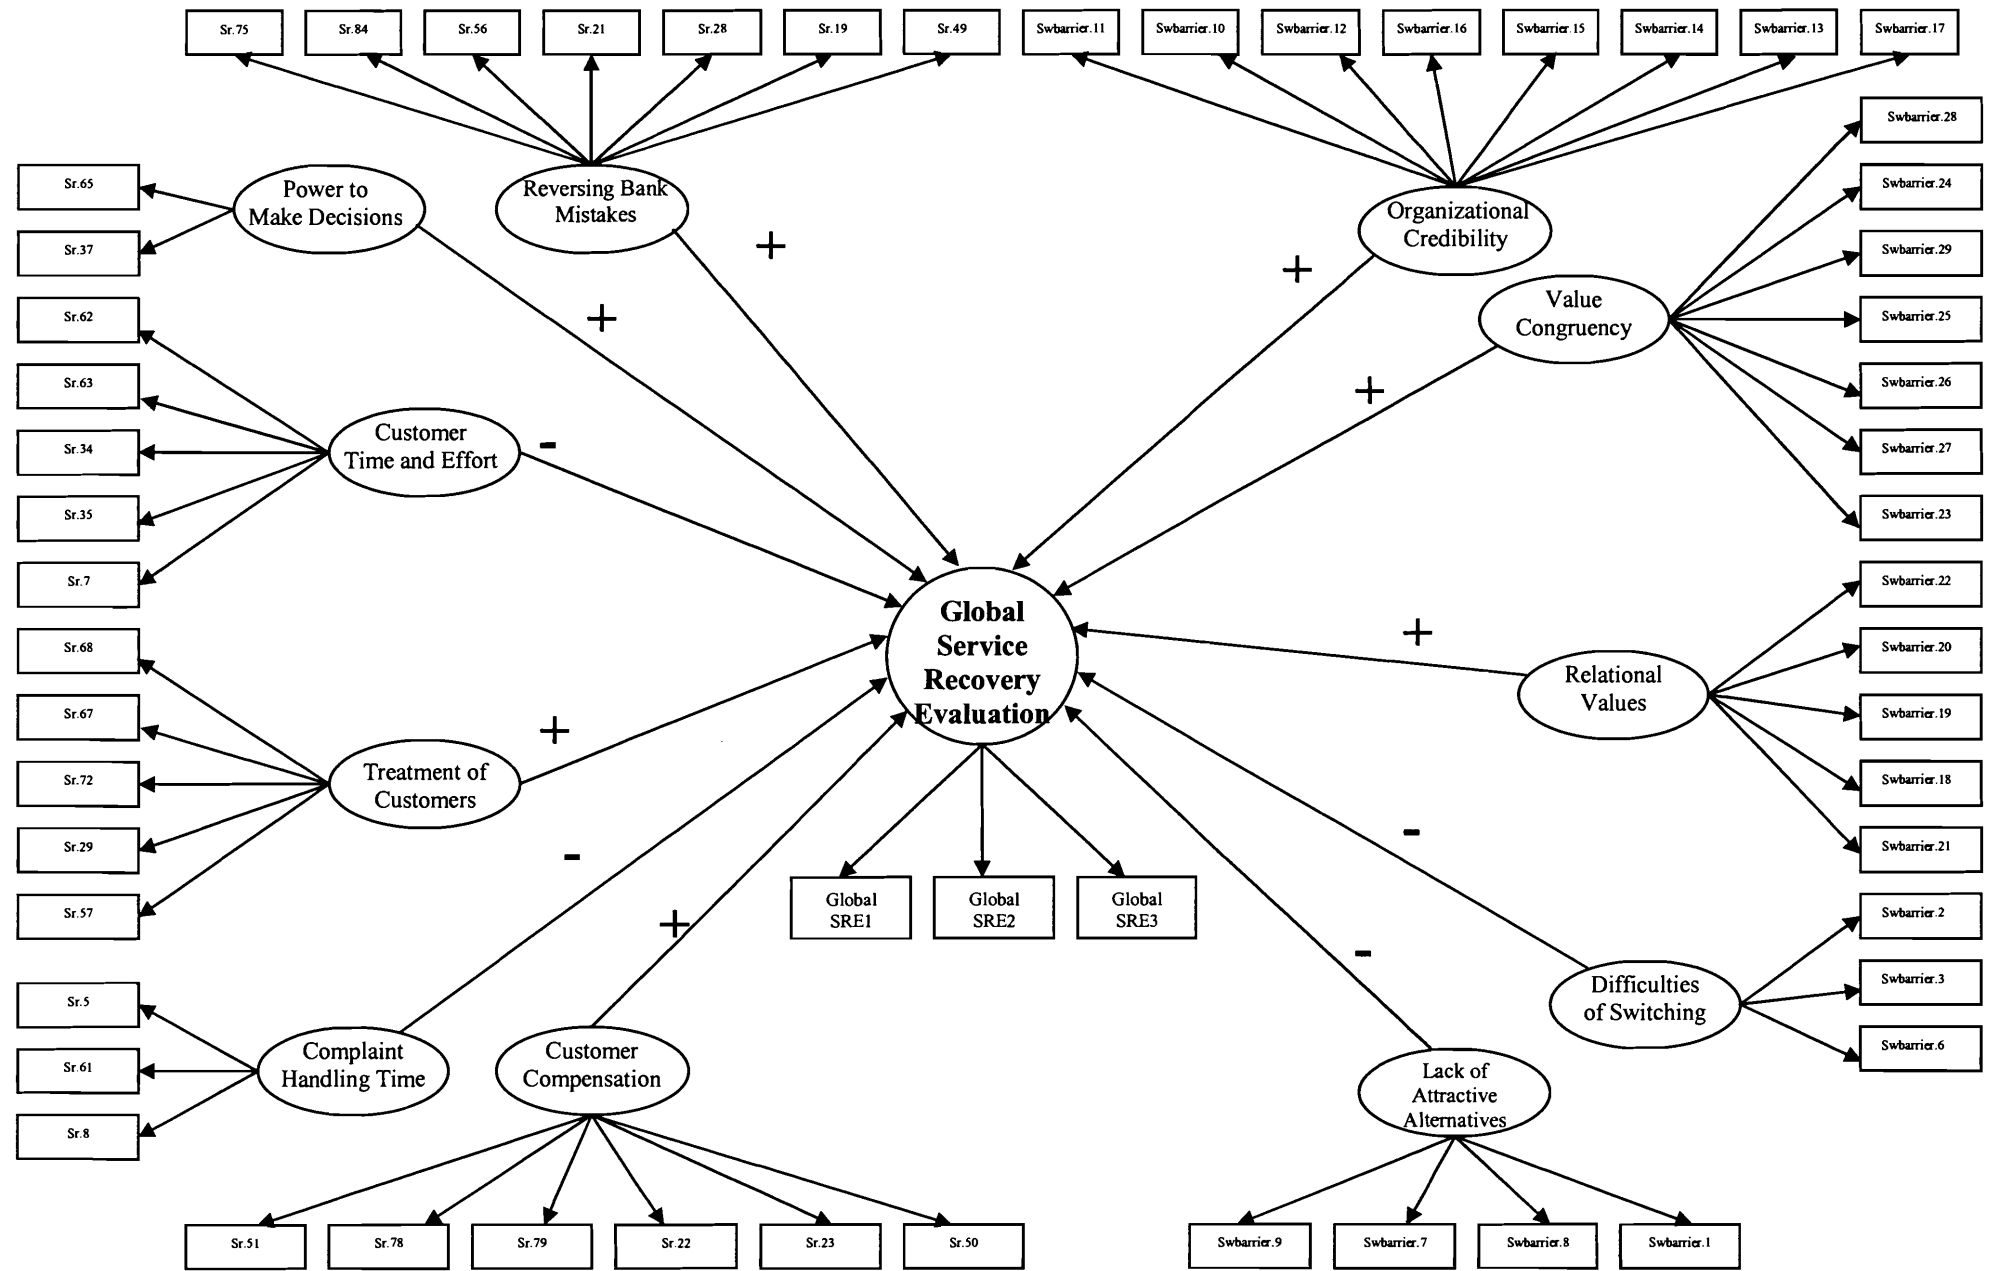 Sr.75
Sr.84
Sr.56
Sr.21
Sr.28
Sr.19
Sr.49
Swbarrier.11
Swbarrier.10
Swbarrier.12
Swbarrier.16
Swbarrier.15
Swbarrier.14
Swbarrier.13
Swbarrier.17
Sr.65
Sr.37
Power to
Make Decisions
Reversing Bank
Mistakes
+
+
Organizational
Credibility
+
Value
Congruency
+
Swbarrier.28
Swbarrier.24
Swbarrier.29
Swbarrier.25
Swbarrier.26
Swbarrier.27
Swbarrier.23
Sr.62
Sr.63
Sr.34
Sr.35
Sr.7
Customer
Time and Effort
-
Global
Service
Recovery
Evaluation
+
Relational
Values
Swbarrier.22
Swbarrier.20
Swbarrier.19
Swbarrier.18
Swbarrier.21
Sr.68
Sr.67
Sr.72
Sr.29
Sr.57
Treatment of
Customers
+
-
+
Global
SRE1
Global
SRE2
Global
SRE3
-
-
Difficulties
of Switching
Swbarrier.2
Swbarrier.3
Swbarrier.6
Sr.5
Sr.61
Sr.8
Complaint
Handling Time
Customer
Compensation
Lack of
Attractive
Alternatives
Sr.51
Sr.78
Sr.79
Sr.22
Sr.23
Sr.50
Swbarrier.9
Swbarrier.7
Swbarrier.8
Swbarrier.1